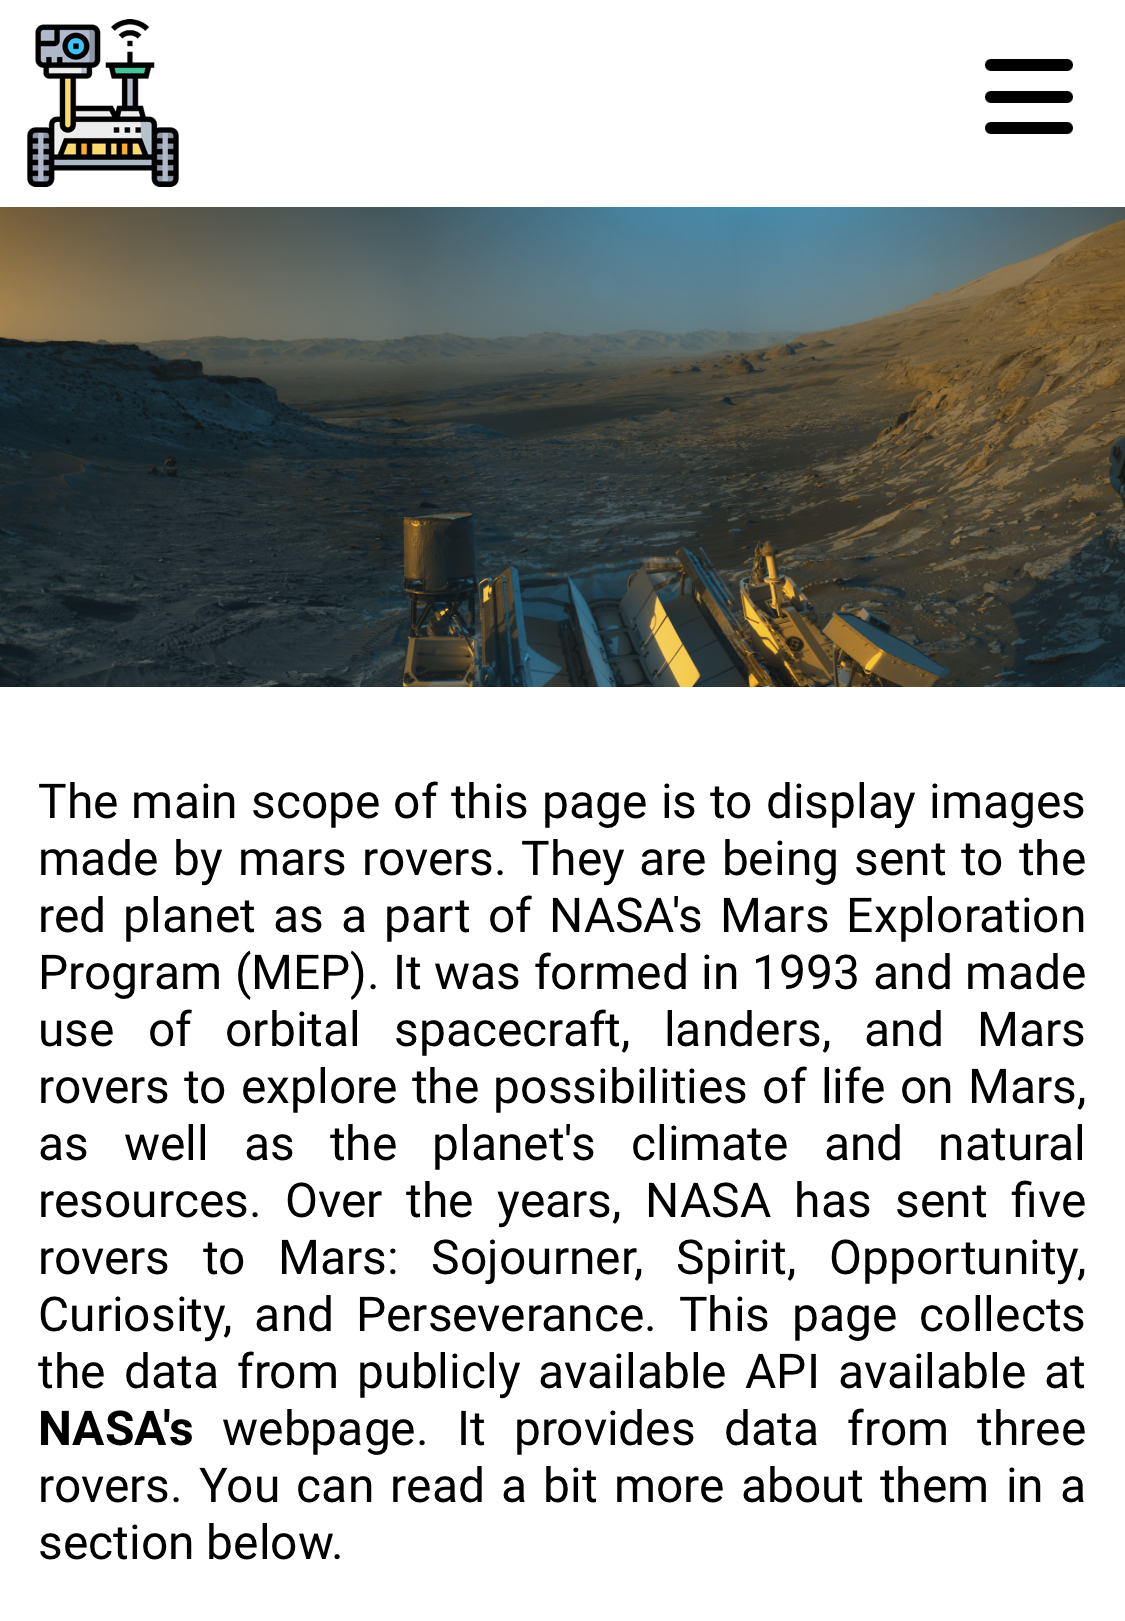 The main scope of this page is to display images
made by mars rovers. They are being sent to the
red planet as a part of NASA's Mars Exploration
Program (MEP). It was formed in 1993 and made
use of orbital spacecraft, landers, and Mars
rovers to explore the possibilities of life on Mars,
as well as the planet's climate and natural
resources. Over the years, NASA has sent five
rovers to Mars: Sojourner, Spirit, Opportunity,
Curiosity, and Perseverance. This page collects
the data from publicly available API available at
NASA's webpage. It provides data from three
rovers. You can read a bit more about them in a
section below.